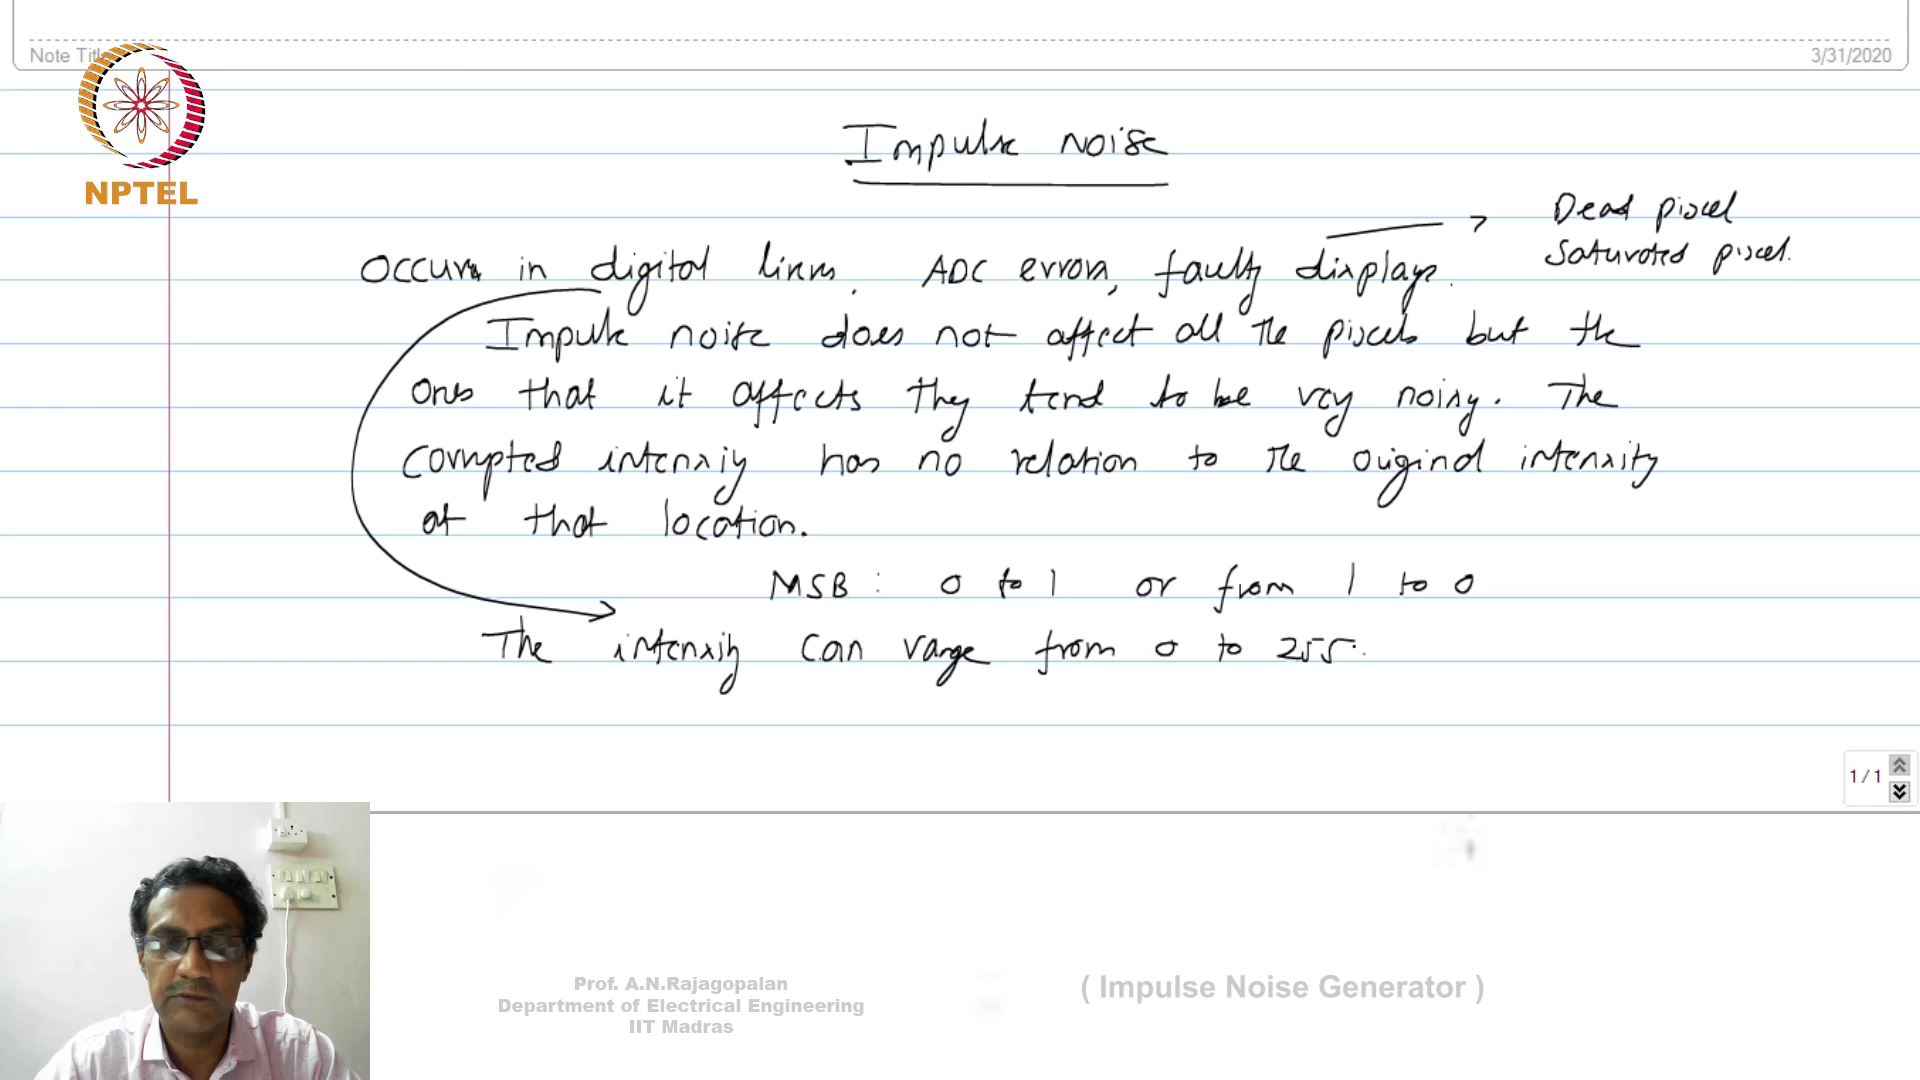 Note Title
3/31/2020
NPTEL
Impulse noise
Dead pixel
Saturated pixel.
Occurs in digital links, ADC errors, faulty displays.
Impulse noise does not affect all the pixels but the
ones that it affects they tend to be very noisy. The
corrupted intensity has no relation to the original intensity
at that location.
MSB : 0 to 1 or from 1 to 0
The intensity can range from 0 to 255.
1 / 1
Prof. A.N.Rajagopalan
Department of Electrical Engineering
IIT Madras
( Impulse Noise Generator )